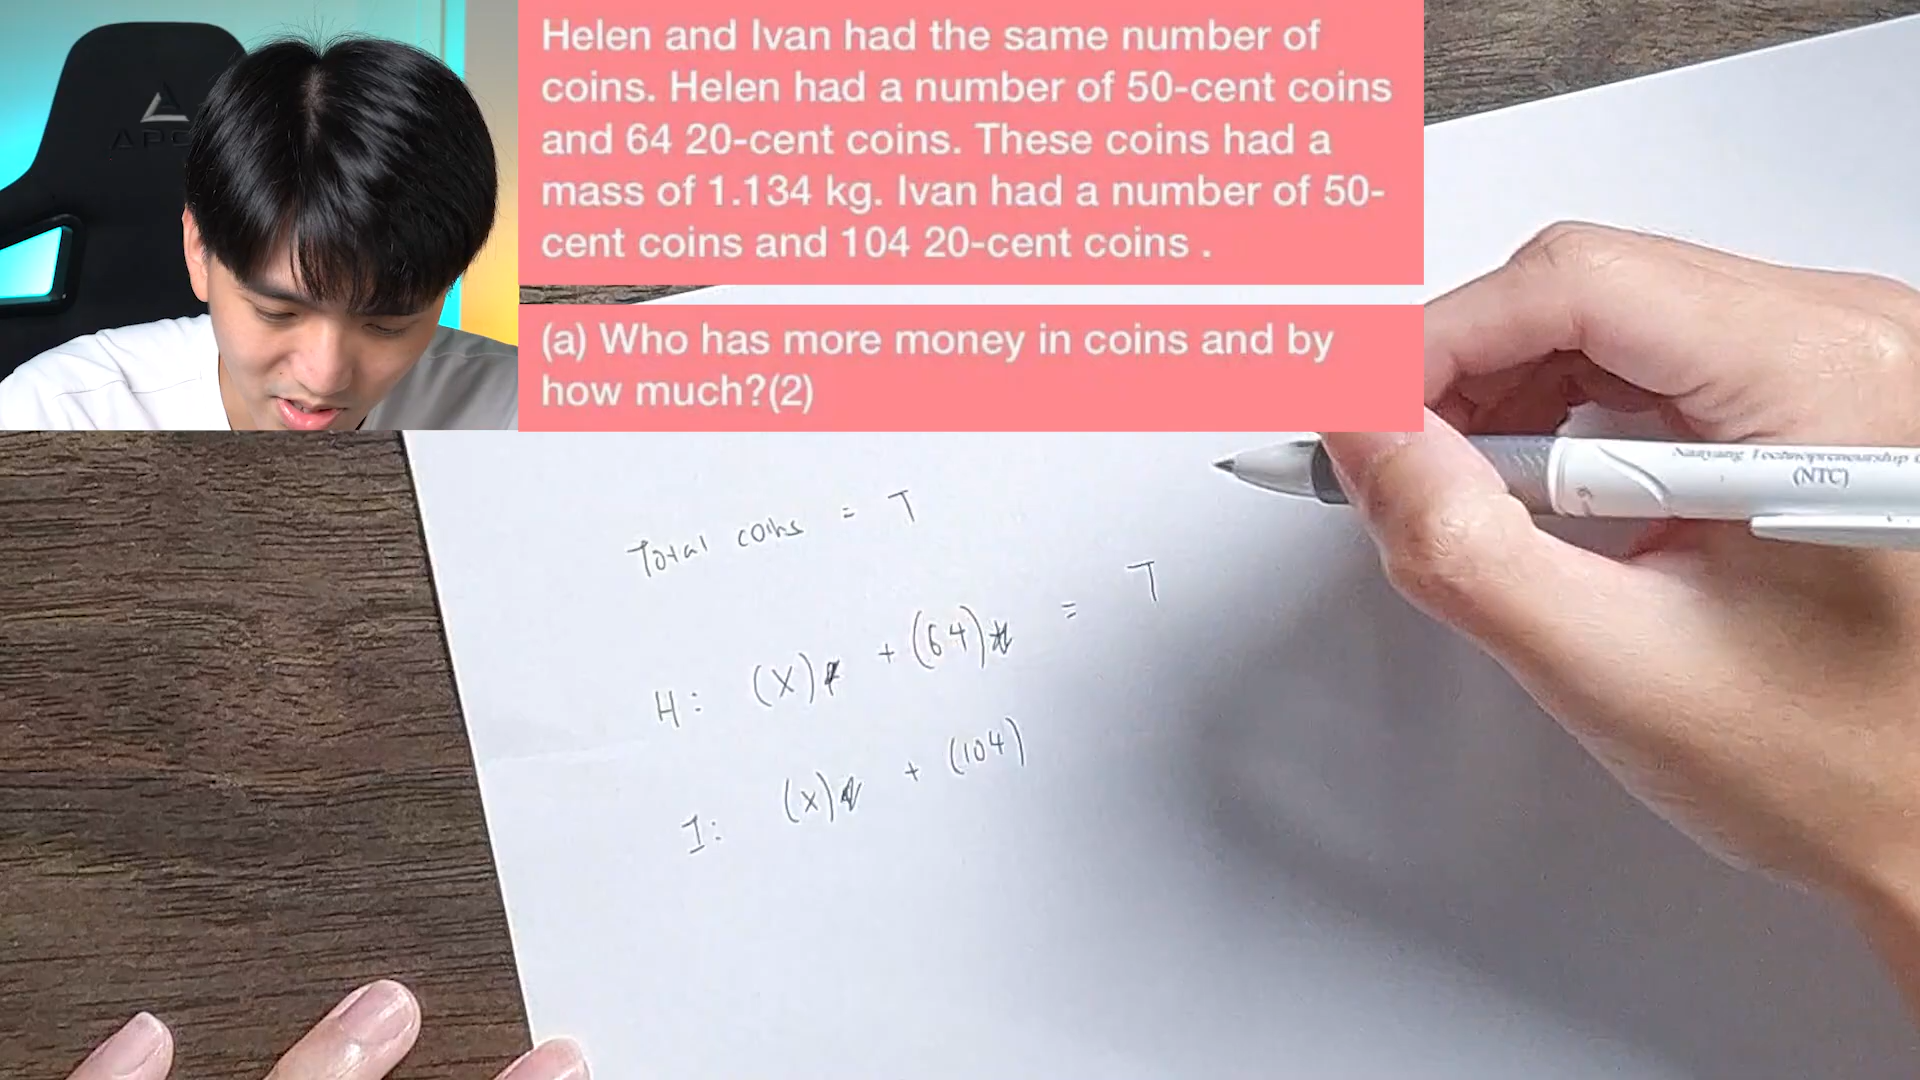 Helen and Ivan had the same number of
coins. Helen had a number of 50-cent coins
and 64 20-cent coins. These coins had a
mass of 1.134 kg. Ivan had a number of 50-
cent coins and 104 20-cent coins .
(a) Who has more money in coins and by
how much?(2)
(NTC)
Total coins = T
H: (x) + (64) = T
I: (x) + (104)